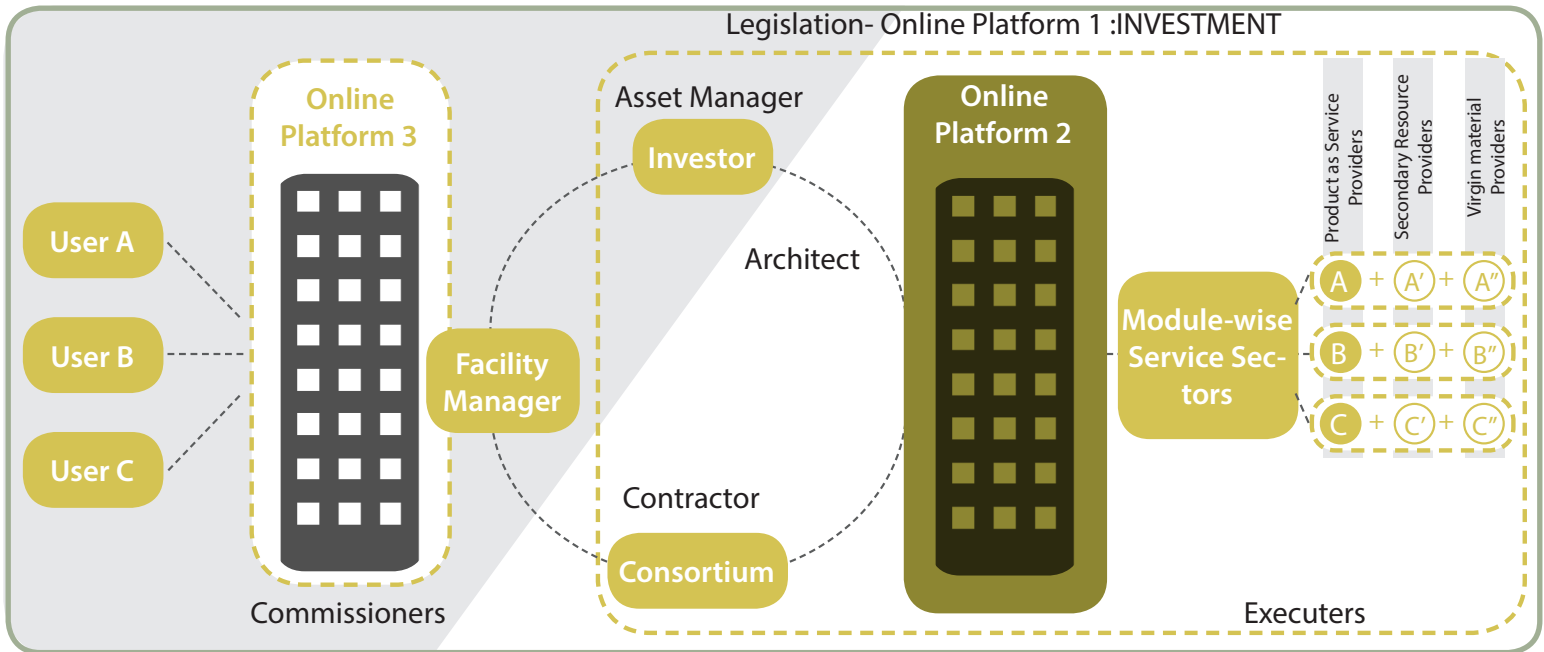 Legislation- Online Platform 1 :INVESTMENT
Online
Platform 3
User A
User B
User C
Facility
Manager
Commissioners
Asset Manager
Investor
Architect
Contractor
Consortium
Online
Platform 2
Module-wise
Service Sec-
tors
Product as Service
Providers
Secondary Resource
Providers
Virgin material
Providers
A + A' + A"
B + B' + B"
C + C' + C"
Executers